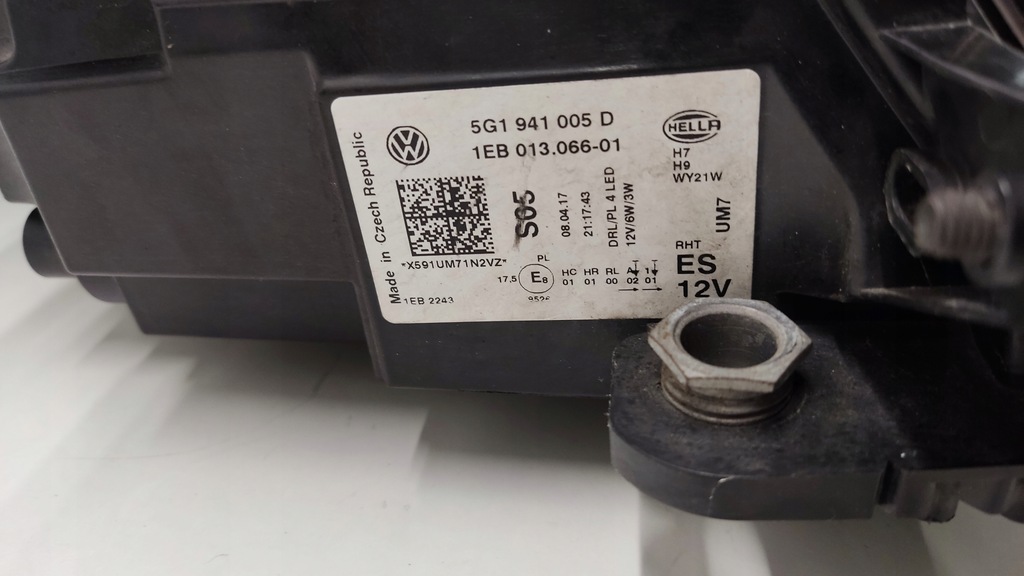 Made in Czech Republic
5G1 941 005 D
1EB 013.066-01
HELLA
H7
H9
WY21W
S05
08.04.17
21:17:43
DRL/PL 4 LED
12V/6W/3W
UM7
*X591UM71N2VZ*
1EB 2243
PL
17.5 E8
9526
HC HR RL A 1
01 01 00 02 01
RHT
ES
12V